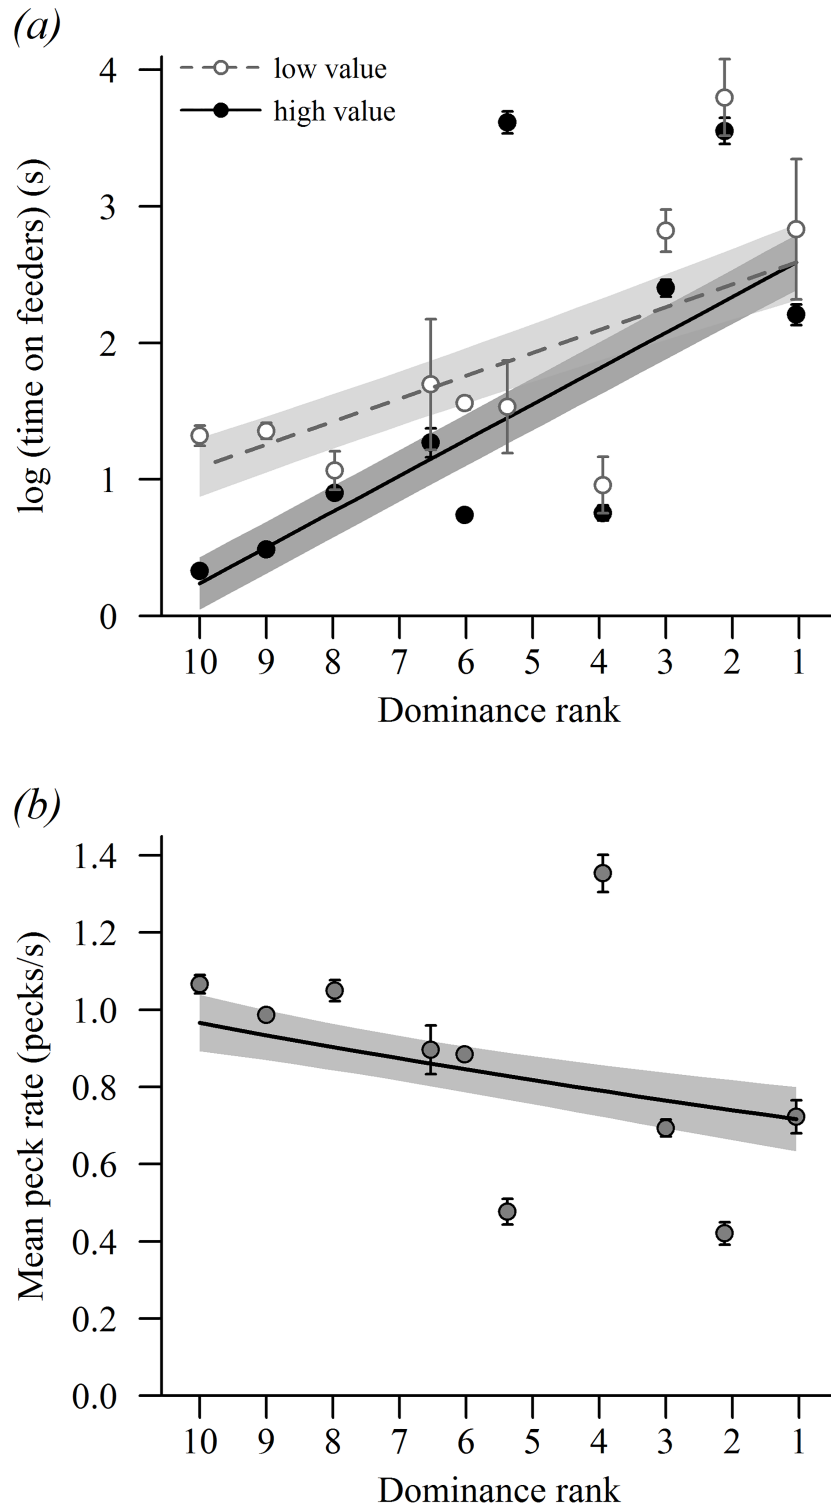 (a)
low value
high value
log (time on feeders) (s)
4
3
2
1
0
10 9 8 7 6 5 4 3 2 1
Dominance rank
(b)
Mean peck rate (pecks/s)
1.4
1.2
1.0
0.8
0.6
0.4
0.2
0.0
10 9 8 7 6 5 4 3 2 1
Dominance rank